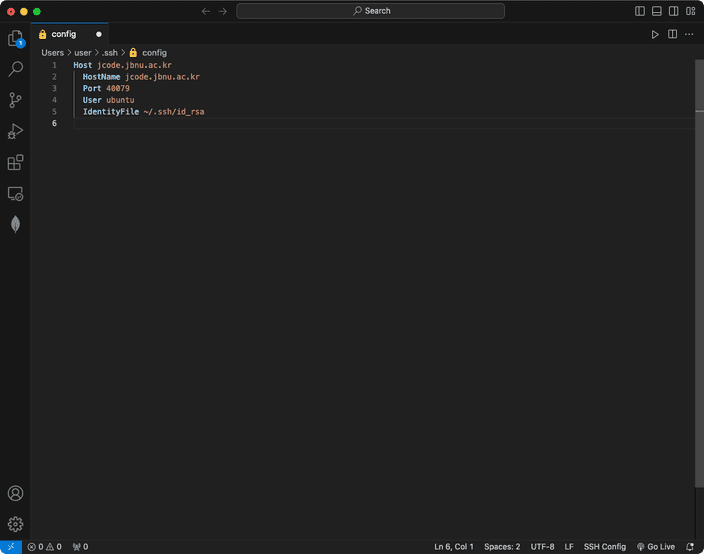 Search
config
Users > user > .ssh > config
1 Host jcode.jbnu.ac.kr
2 HostName jcode.jbnu.ac.kr
3 Port 40079
4 User ubuntu
5 IdentityFile ~/.ssh/id_rsa
6
1
0 0 0 Ln 6, Col 1 Spaces: 2 UTF-8 LF SSH Config Go Live